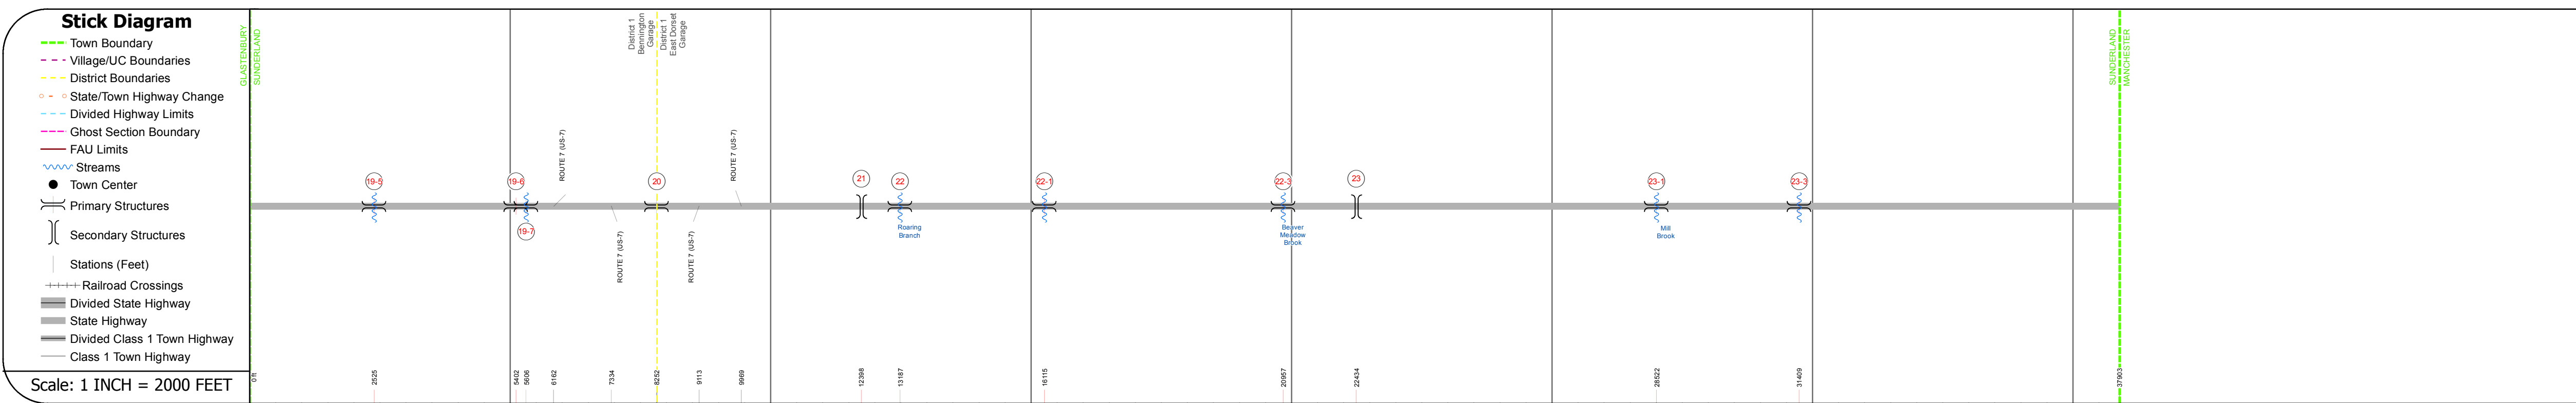 Stick Diagram
Town Boundary
Village/UC Boundaries
District Boundaries
State/Town Highway Change
Divided Highway Limits
Ghost Section Boundary
FAU Limits
Streams
Town Center
Primary Structures
Secondary Structures
Stations (Feet)
Railroad Crossings
Divided State Highway
State Highway
Divided Class 1 Town Highway
Class 1 Town Highway
Scale: 1 INCH = 2000 FEET
GLASTENBURY
SUNDERLAND
District 1
Bennington
Garage
District 1
East Dorset
Garage
SUNDERLAND
MANCHESTER
19-5
19-6
19-7
ROUTE 7 (US-7)
ROUTE 7 (US-7)
20
ROUTE 7 (US-7)
ROUTE 7 (US-7)
21
22
Roaring
Branch
22-1
22-3
Beaver
Meadow
Brook
23
23-1
Mill
Brook
23-3
0 ft
2525
5402
5606
6162
7334
8252
9113
9969
12398
13187
16115
20957
22434
28522
31409
37903